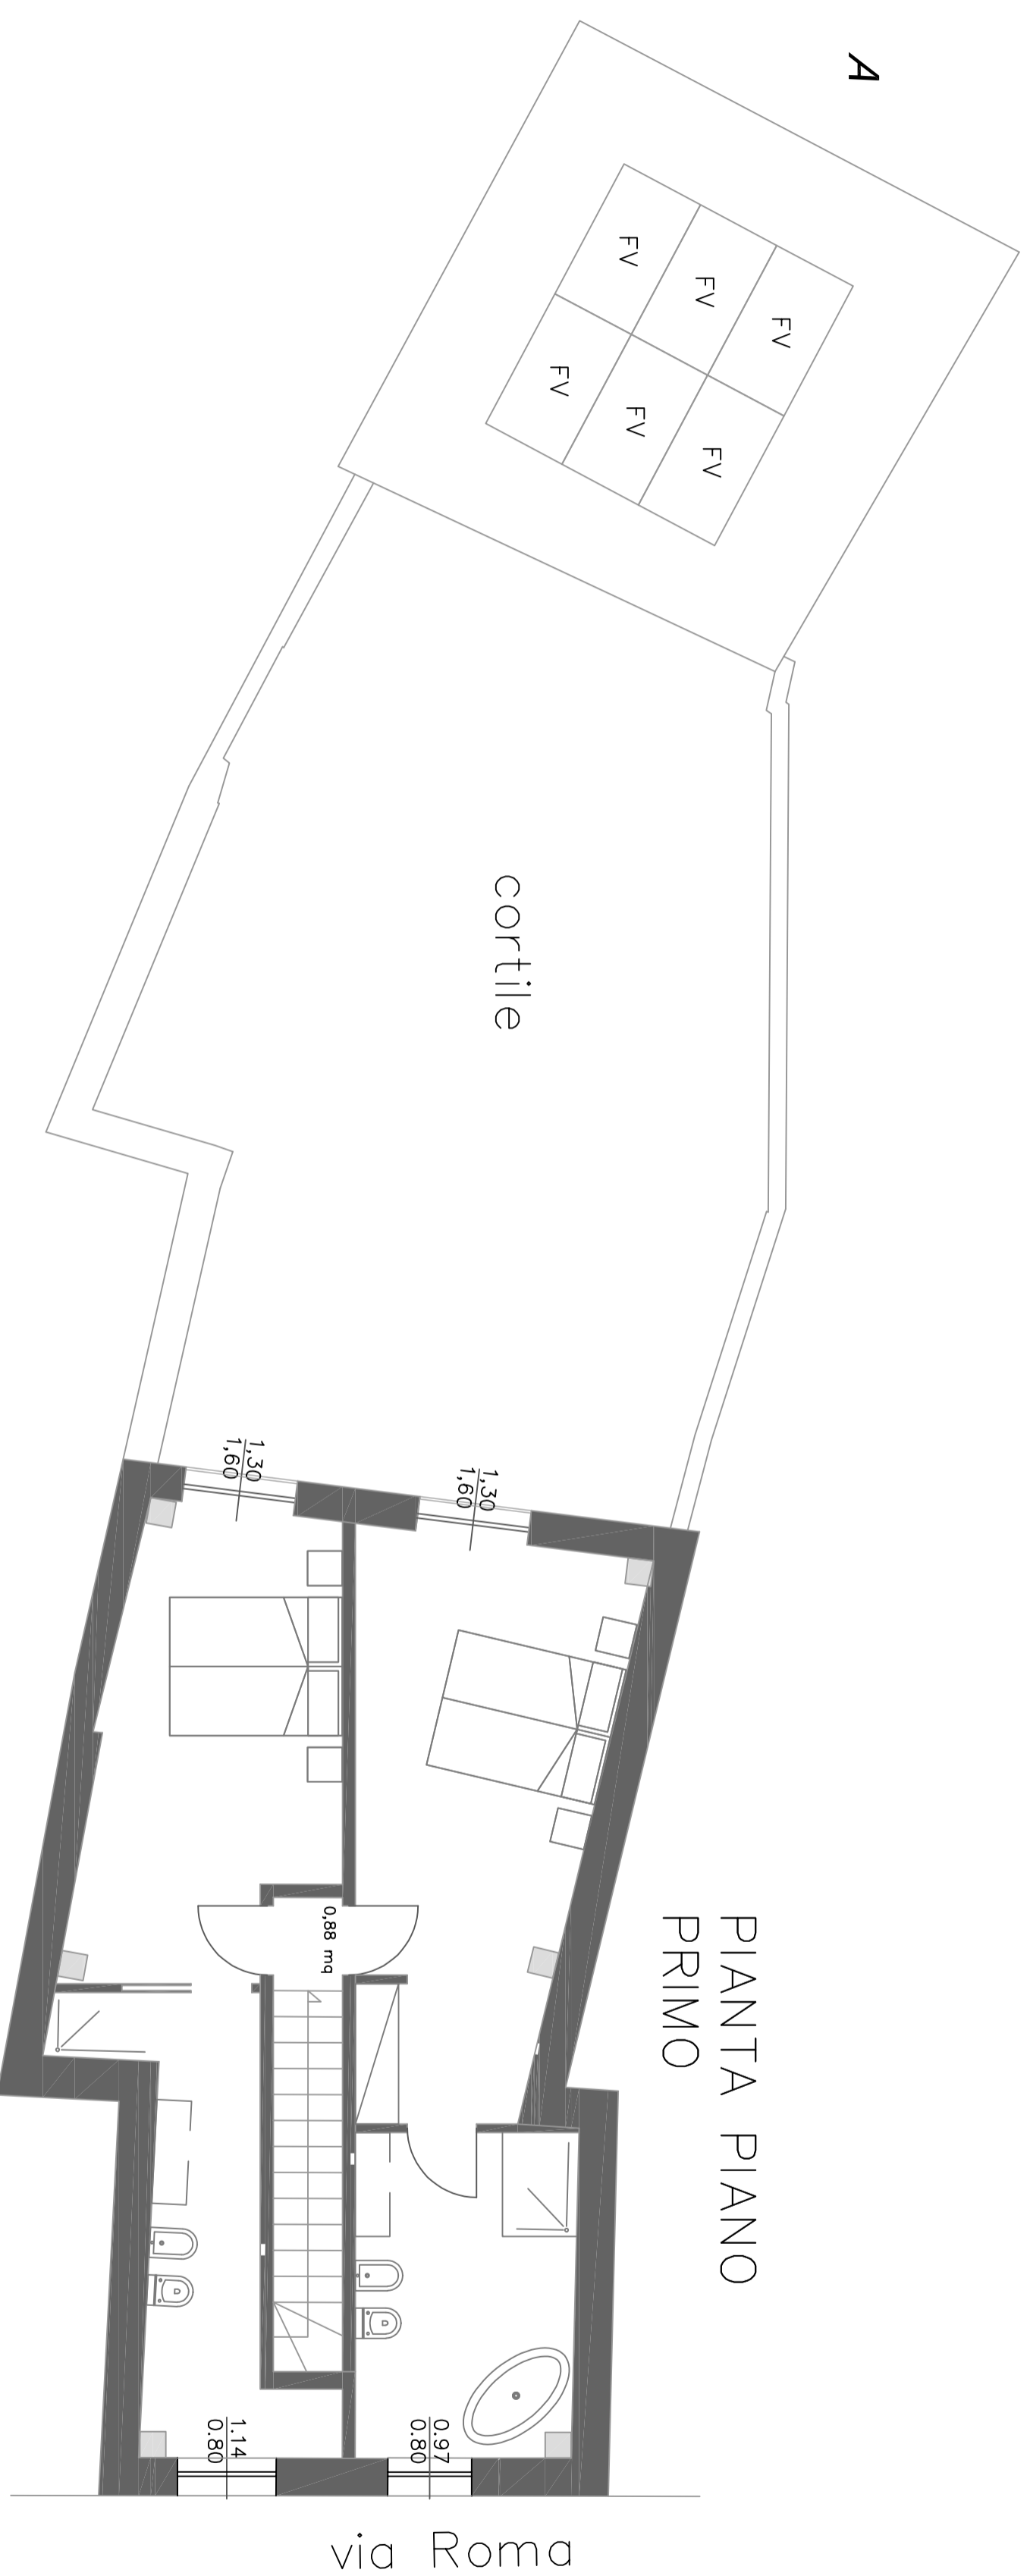 A
FV
FV
FV
FV
FV
FV
cortile
1,30
1,60
1,30
1,60
0,88 mq
PIANTA PIANO
PRIMO
1.14
0.80
0.97
0.80
via Roma